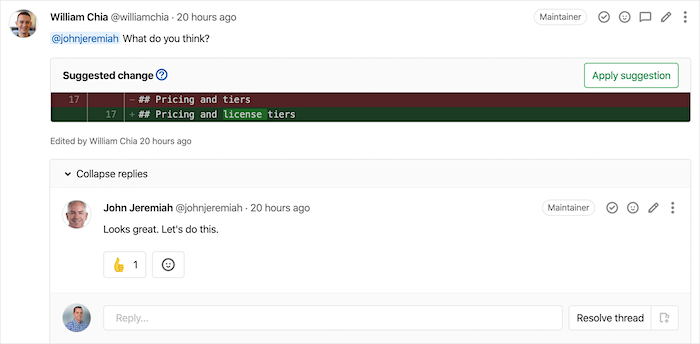 William Chia @williamchia · 20 hours ago Maintainer
@johnjeremiah What do you think?
Suggested change Apply suggestion
17 - ## Pricing and tiers
17 + ## Pricing and license tiers
Edited by William Chia 20 hours ago
Collapse replies
John Jeremiah @johnjeremiah · 20 hours ago Maintainer
Looks great. Let's do this.
👍 1
Reply... Resolve thread